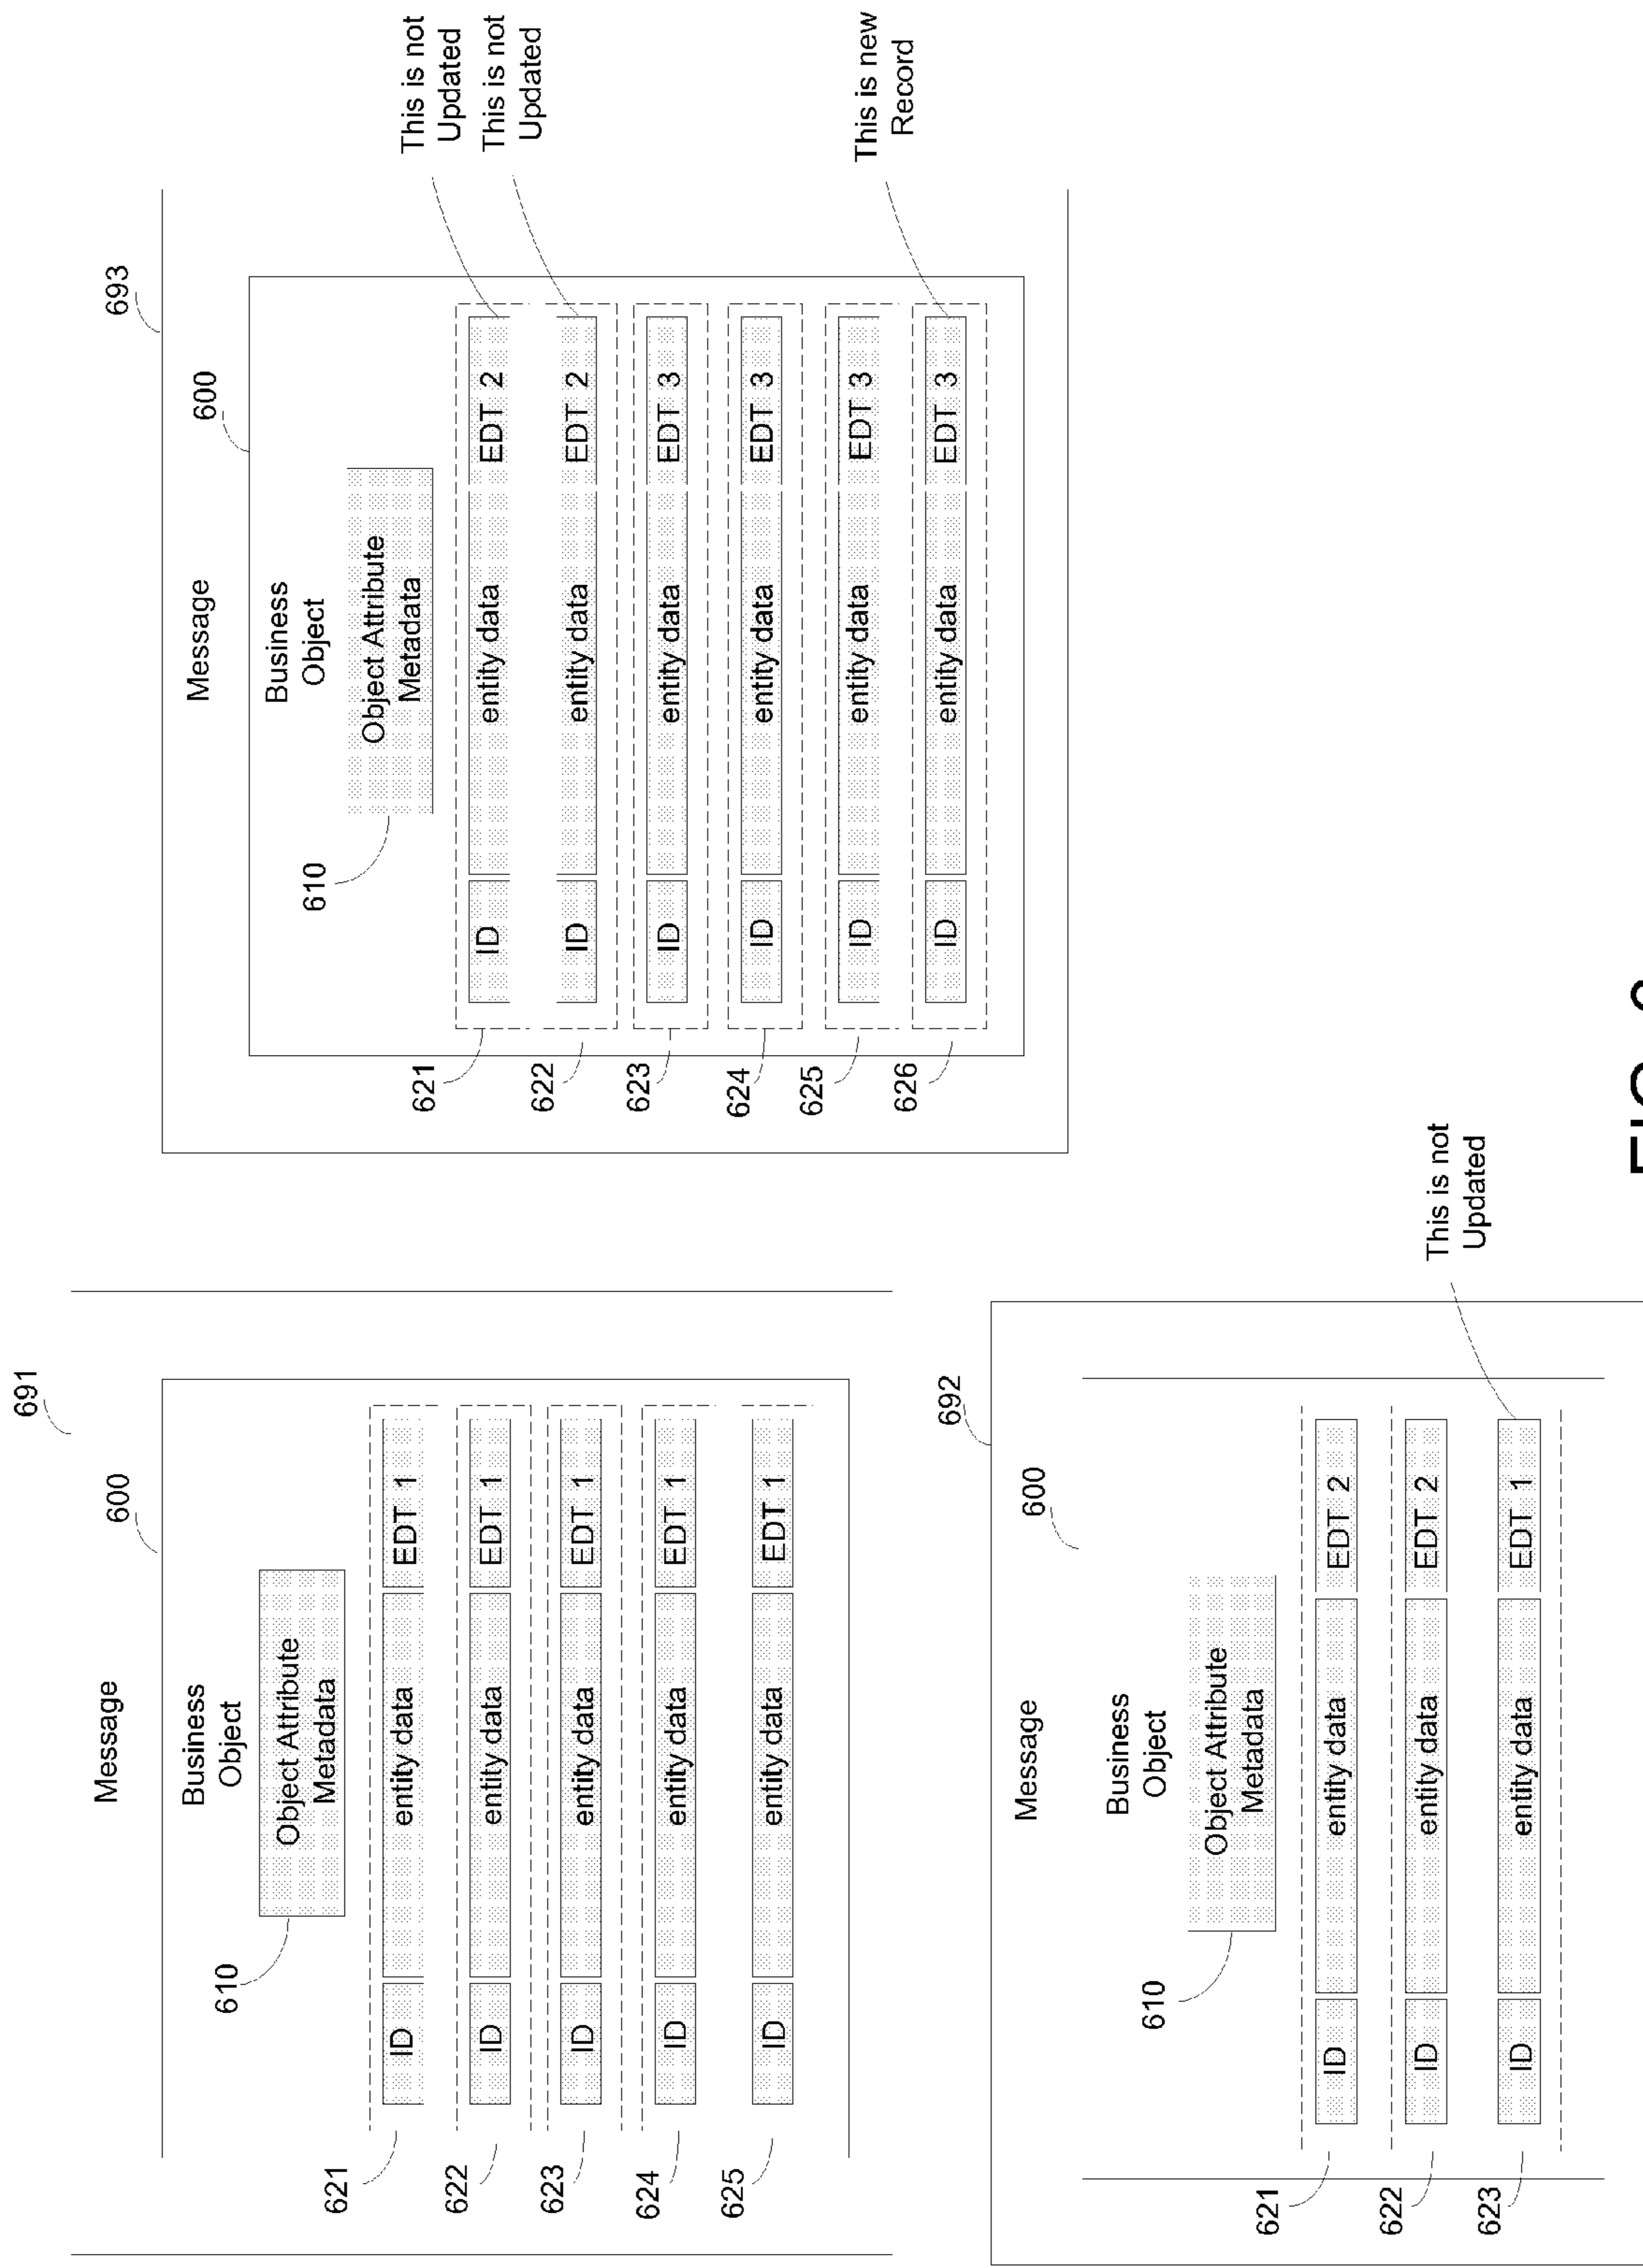 691
Message
600
Business
Object
610
Object Attribute
Metadata
621
ID
entity data
EDT 1
622
ID
entity data
EDT 1
623
ID
entity data
EDT 1
624
ID
entity data
EDT 1
625
ID
entity data
EDT 1
692
Message
600
Business
Object
610
Object Attribute
Metadata
621
ID
entity data
EDT 2
622
ID
entity data
EDT 2
623
ID
entity data
EDT 1
This is not
Updated
693
Message
600
Business
Object
610
Object Attribute
Metadata
621
ID
entity data
EDT 2
This is not
Updated
622
ID
entity data
EDT 2
This is not
Updated
623
ID
entity data
EDT 3
624
ID
entity data
EDT 3
625
ID
entity data
EDT 3
626
ID
entity data
EDT 3
This is new
Record